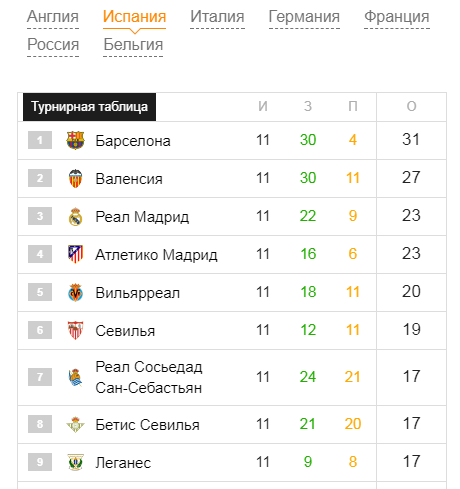 Англия Испания Италия Германия Франция
Россия Бельгия
Турнирная таблица И З П О
1 Барселона 11 30 4 31
2 Валенсия 11 30 11 27
3 Реал Мадрид 11 22 9 23
4 Атлетико Мадрид 11 16 6 23
5 Вильярреал 11 18 11 20
6 Севилья 11 12 11 19
7 Реал Сосьедад
Сан-Себастьян 11 24 21 17
8 Бетис Севилья 11 21 20 17
9 Леганес 11 9 8 17